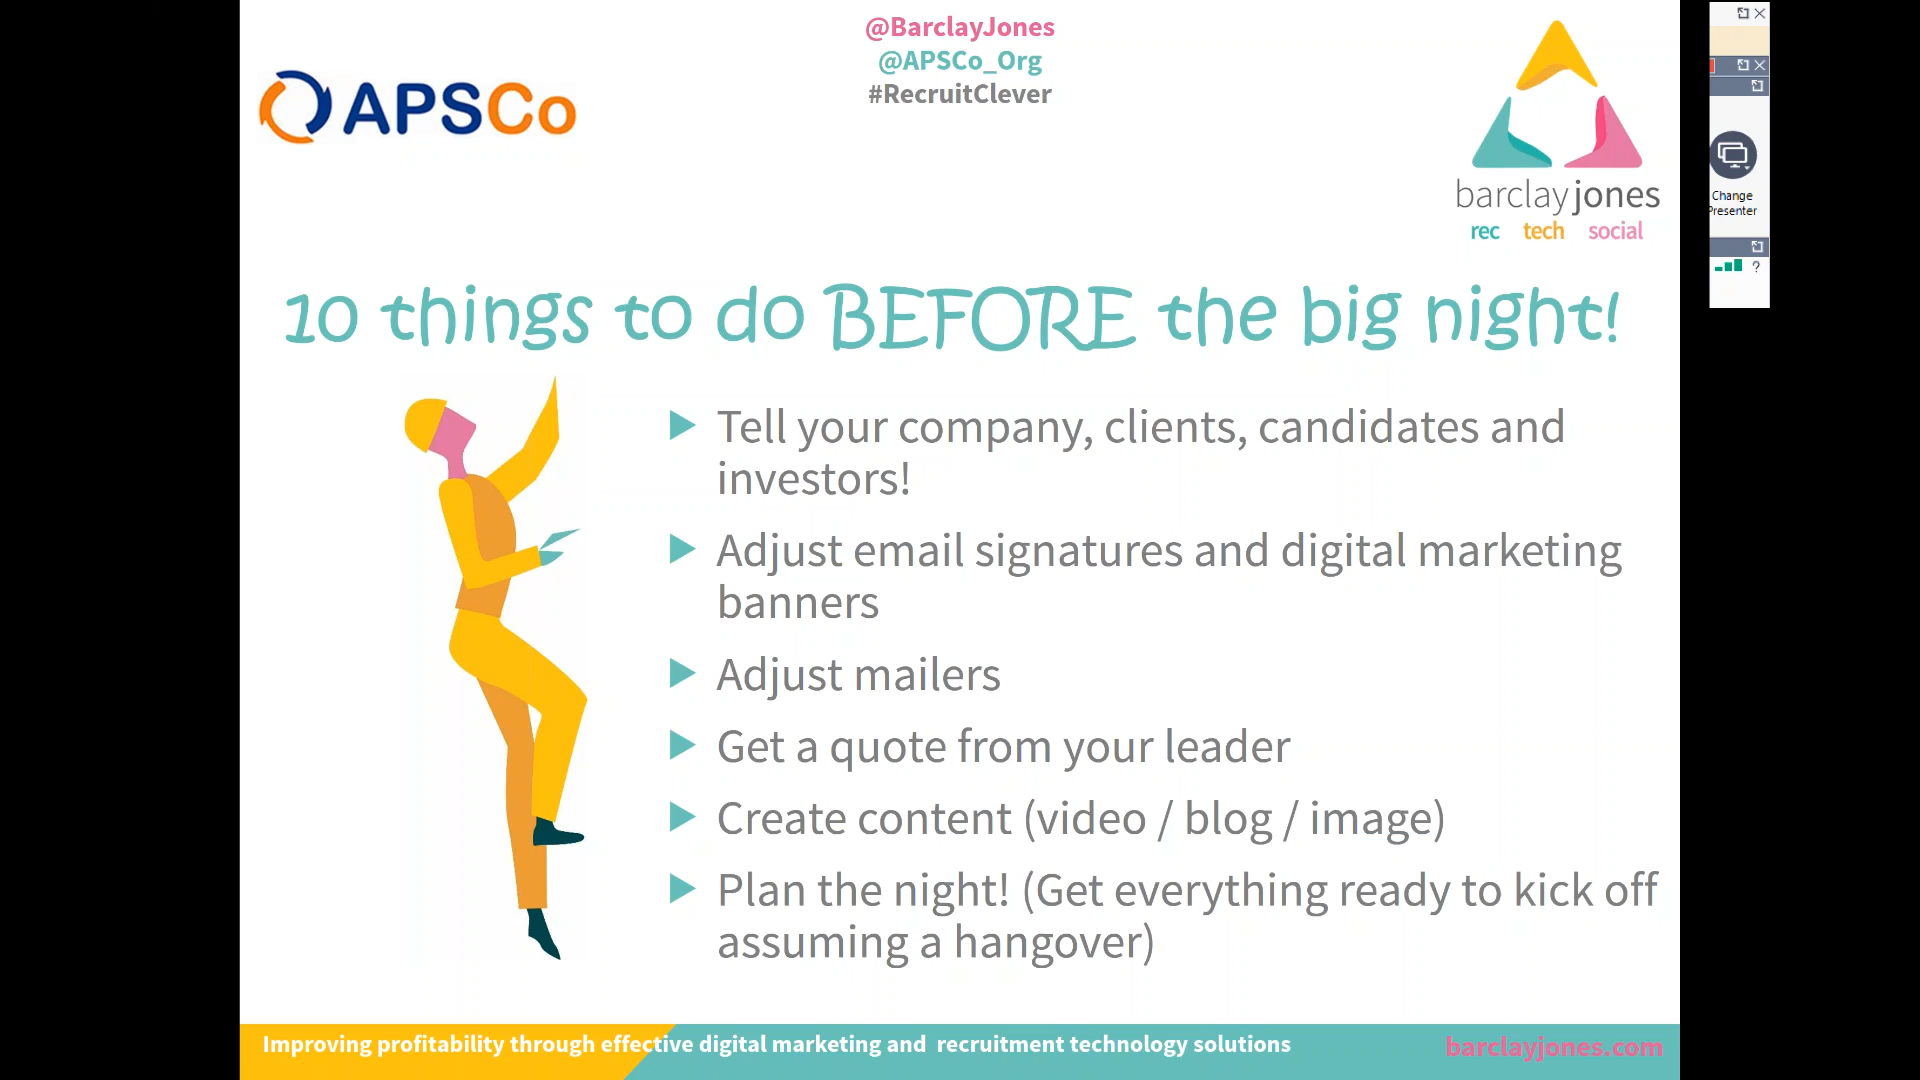 @BarclayJones
@APSCo_Org
#RecruitClever
APSCo
barclayjones
rec tech social
Change
Presenter
?
10 things to do BEFORE the big night!
Tell your company, clients, candidates and
investors!
Adjust email signatures and digital marketing
banners
Adjust mailers
Get a quote from your leader
Create content (video / blog / image)
Plan the night! (Get everything ready to kick off
assuming a hangover)
Improving profitability through effective digital marketing and recruitment technology solutions
barclayjones.com